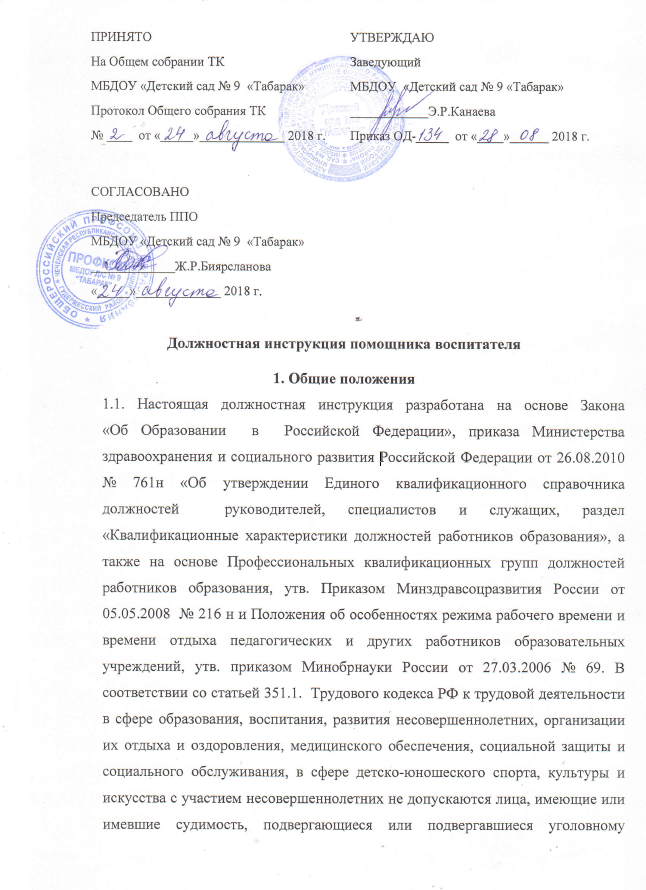 ПРИНЯТО
На Общем собрании ТК
МБДОУ «Детский сад № 9 «Табарак»
Протокол Общего собрания ТК
№ 2 от « 24 » августа 2018 г.
УТВЕРЖДАЮ
Заведующий
МБДОУ «Детский сад № 9 «Табарак»
Э.Р.Канаева
Приказ ОД- 134 от « 28 » 08 2018 г.
СОГЛАСОВАНО
Председатель ППО
МБДОУ «Детский сад № 9 «Табарак»
Ж.Р.Биярсланова
« 24 » августа 2018 г.
ОБЩЕРОССИЙСКИЙ ПРОФСОЮЗ
ПРОФКОМ
МБДОУ Д/С № 9
"ТАБАРАК"
Должностная инструкция помощника воспитателя
1. Общие положения
1.1. Настоящая должностная инструкция разработана на основе Закона
«Об Образовании в Российской Федерации», приказа Министерства
здравоохранения и социального развития Российской Федерации от 26.08.2010
№ 761н «Об утверждении Единого квалификационного справочника
должностей руководителей, специалистов и служащих, раздел
«Квалификационные характеристики должностей работников образования», а
также на основе Профессиональных квалификационных групп должностей
работников образования, утв. Приказом Минздравсоцразвития России от
05.05.2008 № 216 н и Положения об особенностях режима рабочего времени и
времени отдыха педагогических и других работников образовательных
учреждений, утв. приказом Минобрнауки России от 27.03.2006 № 69. В
соответствии со статьей 351.1. Трудового кодекса РФ к трудовой деятельности
в сфере образования, воспитания, развития несовершеннолетних, организации
их отдыха и оздоровления, медицинского обеспечения, социальной защиты и
социального обслуживания, в сфере детско-юношеского спорта, культуры и
искусства с участием несовершеннолетних не допускаются лица, имеющие или
имевшие судимость, подвергающиеся или подвергавшиеся уголовному